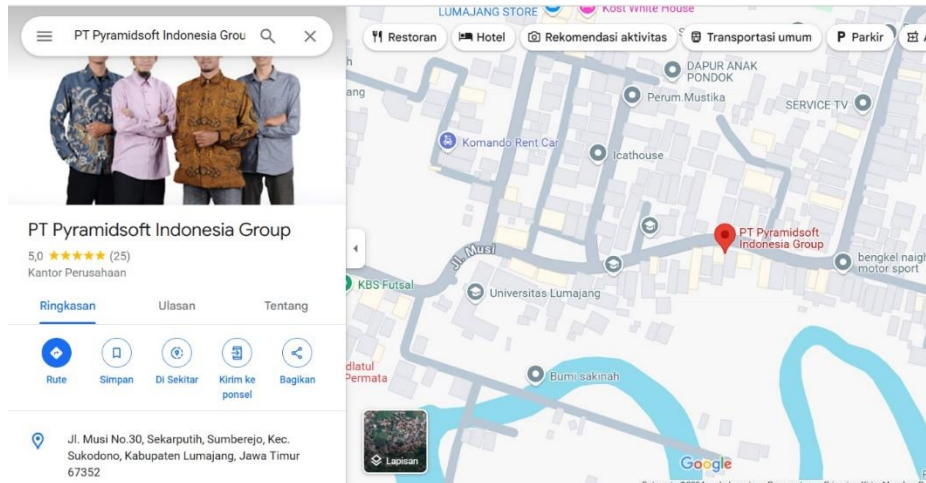 PT Pyramidsoft Indonesia Grou
PT Pyramidsoft Indonesia Group
5,0 ★★★★★ (25)
Kantor Perusahaan
Ringkasan
Ulasan
Tentang
Rute
Simpan
Di Sekitar
Kirim ke
ponsel
Bagikan
Jl. Musi No.30, Sekarputih, Sumberejo, Kec.
Sukodono, Kabupaten Lumajang, Jawa Timur
67352
LUMAJANG STORE
Kost White House
Restoran
Hotel
Rekomendasi aktivitas
Transportasi umum
P Parkir
DAPUR ANAK
PONDOK
Perum.Mustika
SERVICE TV
ang
Komando Rent Car
Icathouse
PT Pyramidsoft
Indonesia Group
Jl. Musi
bengkel naigh
motor sport
KBS Futsal
Universitas Lumajang
dlatul
Permata
Bumi sakinah
Lapisan
Google